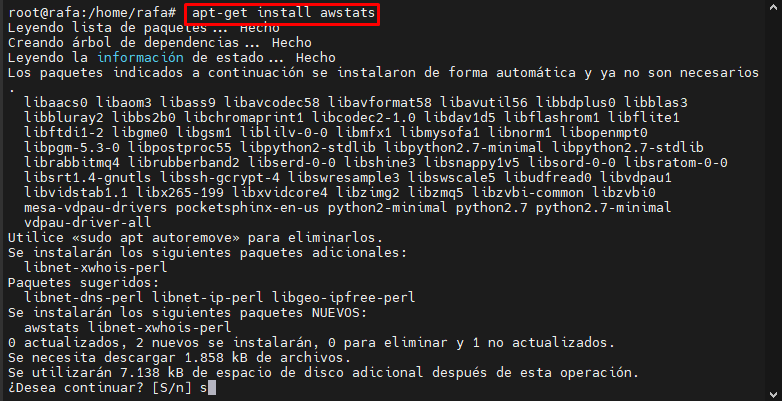 root@rafa:/home/rafa# apt-get install awstats
Leyendo lista de paquetes... Hecho
Creando árbol de dependencias... Hecho
Leyendo la información de estado... Hecho
Los paquetes indicados a continuación se instalaron de forma automática y ya no son necesarios
.
libaacs0 libaom3 libass9 libavcodec58 libavformat58 libavutil56 libbdplus0 libblas3
libbluray2 libbs2b0 libchromaprint1 libcodec2-1.0 libdav1d5 libflashrom1 libflite1
libftdi1-2 libgme0 libgsm1 liblilv-0-0 libmfx1 libmysofa1 libnorm1 libopenmpt0
libpgm-5.3-0 libpostproc55 libpython2-stdlib libpython2.7-minimal libpython2.7-stdlib
librabbitmq4 librubberband2 libserd-0-0 libshine3 libsnappy1v5 libsord-0-0 libsratom-0-0
libsrt1.4-gnutls libssh-gcrypt-4 libswresample3 libswscale5 libudfread0 libvdpau1
libvidstab1.1 libx265-199 libxvidcore4 libzimg2 libzmq5 libzvbi-common libzvbi0
mesa-vdpau-drivers pocketsphinx-en-us python2-minimal python2.7 python2.7-minimal
vdpau-driver-all
Utilice «sudo apt autoremove» para eliminarlos.
Se instalarán los siguientes paquetes adicionales:
libnet-xwhois-perl
Paquetes sugeridos:
libnet-dns-perl libnet-ip-perl libgeo-ipfree-perl
Se instalarán los siguientes paquetes NUEVOS:
awstats libnet-xwhois-perl
0 actualizados, 2 nuevos se instalarán, 0 para eliminar y 1 no actualizados.
Se necesita descargar 1.858 kB de archivos.
Se utilizarán 7.138 kB de espacio de disco adicional después de esta operación.
¿Desea continuar? [S/n] s